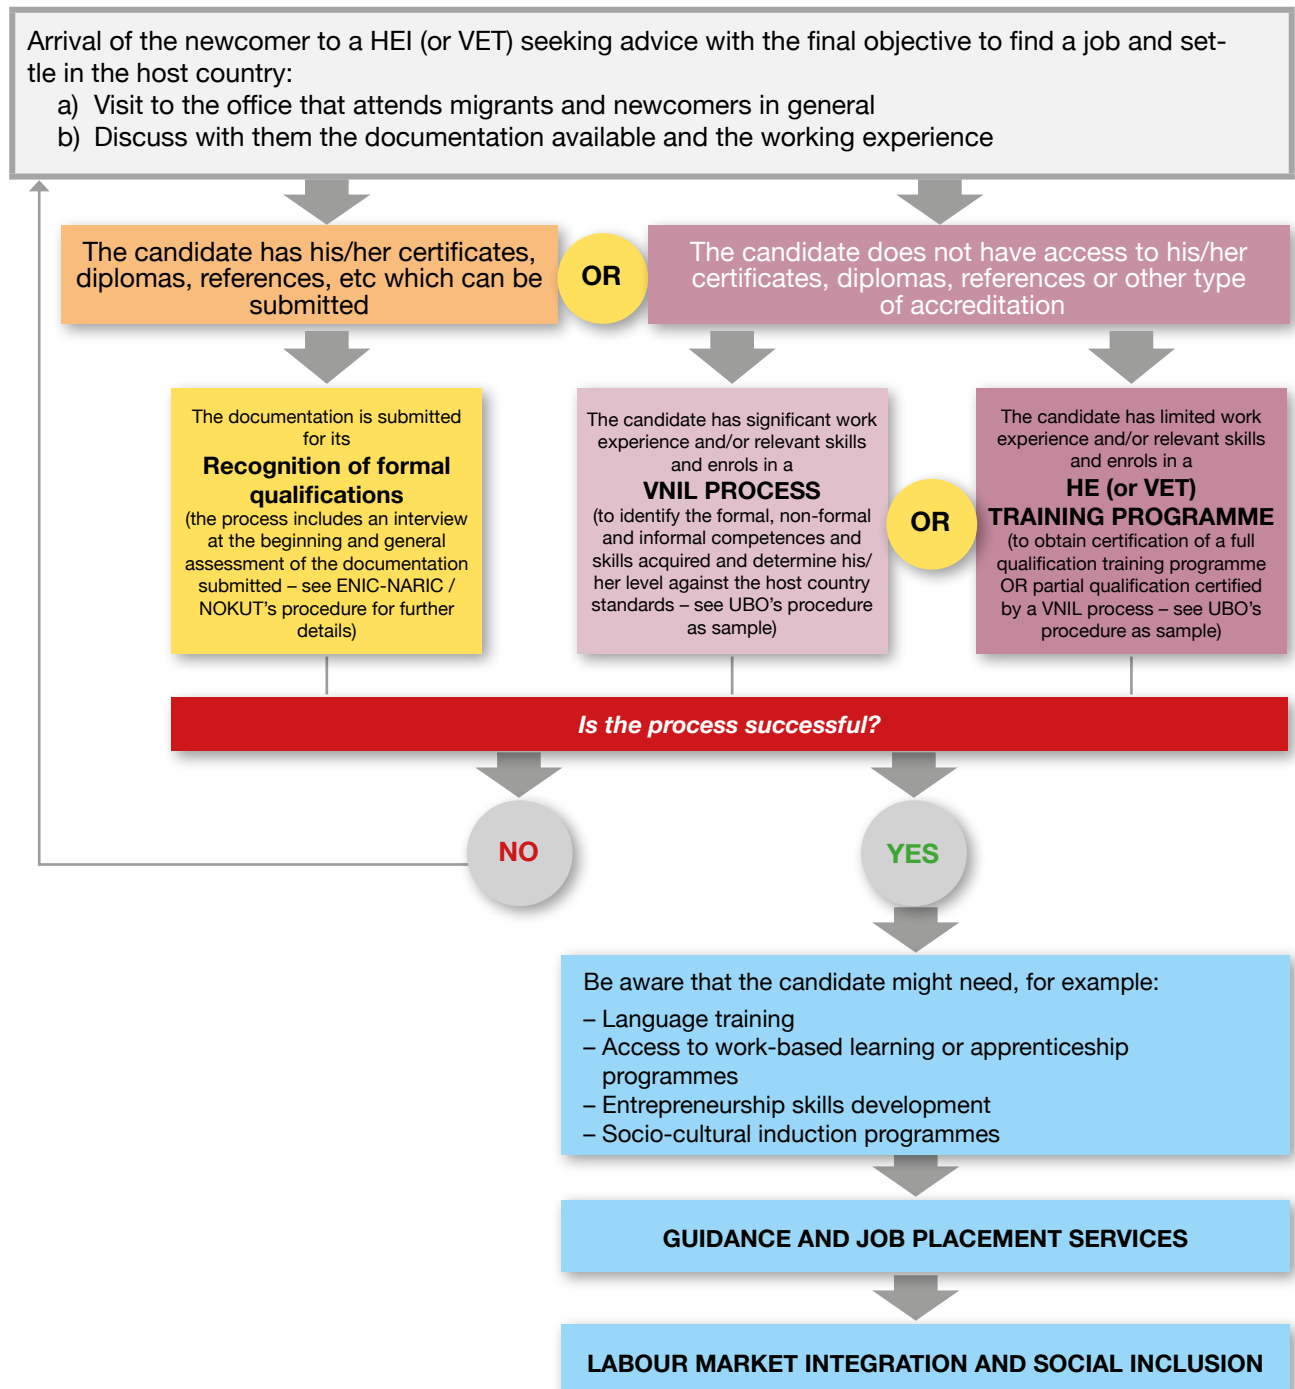 Arrival of the newcomer to a HEI (or VET) seeking advice with the final objective to find a job and set-
tle in the host country:
a) Visit to the office that attends migrants and newcomers in general
b) Discuss with them the documentation available and the working experience
The candidate has his/her certificates,
diplomas, references, etc which can be
submitted
OR
The candidate does not have access to his/her
certificates, diplomas, references or other type
of accreditation
The documentation is submitted
for its
Recognition of formal
qualifications
(the process includes an interview
at the beginning and general
assessment of the documentation
submitted – see ENIC-NARIC /
NOKUT’s procedure for further
details)
The candidate has significant work
experience and/or relevant skills
and enrols in a
VNIL PROCESS
(to identify the formal, non-formal
and informal competences and
skills acquired and determine his/
her level against the host country
standards – see UBO’s procedure
as sample)
OR
The candidate has limited work
experience and/or relevant skills
and enrols in a
HE (or VET)
TRAINING PROGRAMME
(to obtain certification of a full
qualification training programme
OR partial qualification certified
by a VNIL process – see UBO’s
procedure as sample)
Is the process successful?
NO
YES
Be aware that the candidate might need, for example:
– Language training
– Access to work-based learning or apprenticeship
programmes
– Entrepreneurship skills development
– Socio-cultural induction programmes
GUIDANCE AND JOB PLACEMENT SERVICES
LABOUR MARKET INTEGRATION AND SOCIAL INCLUSION